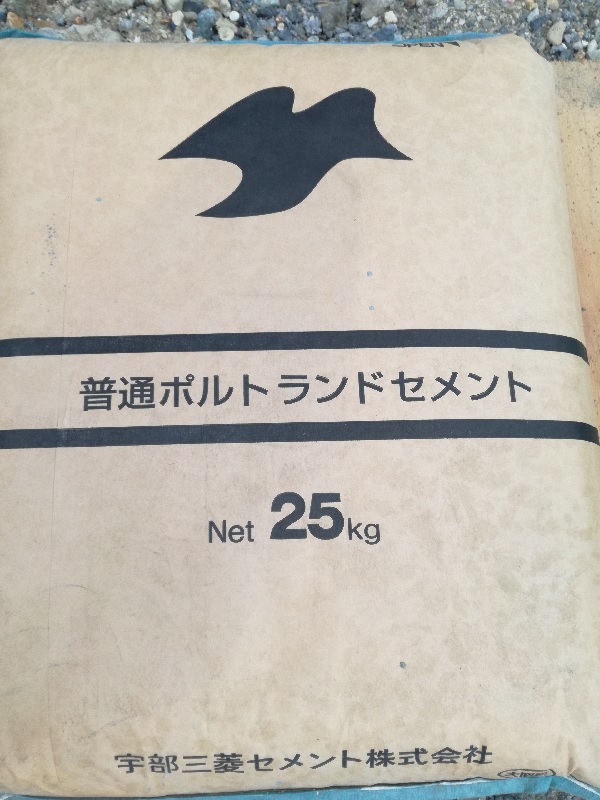 OPEN
普通ポルトランドセメント
Net 25kg
宇部三菱セメント株式会社